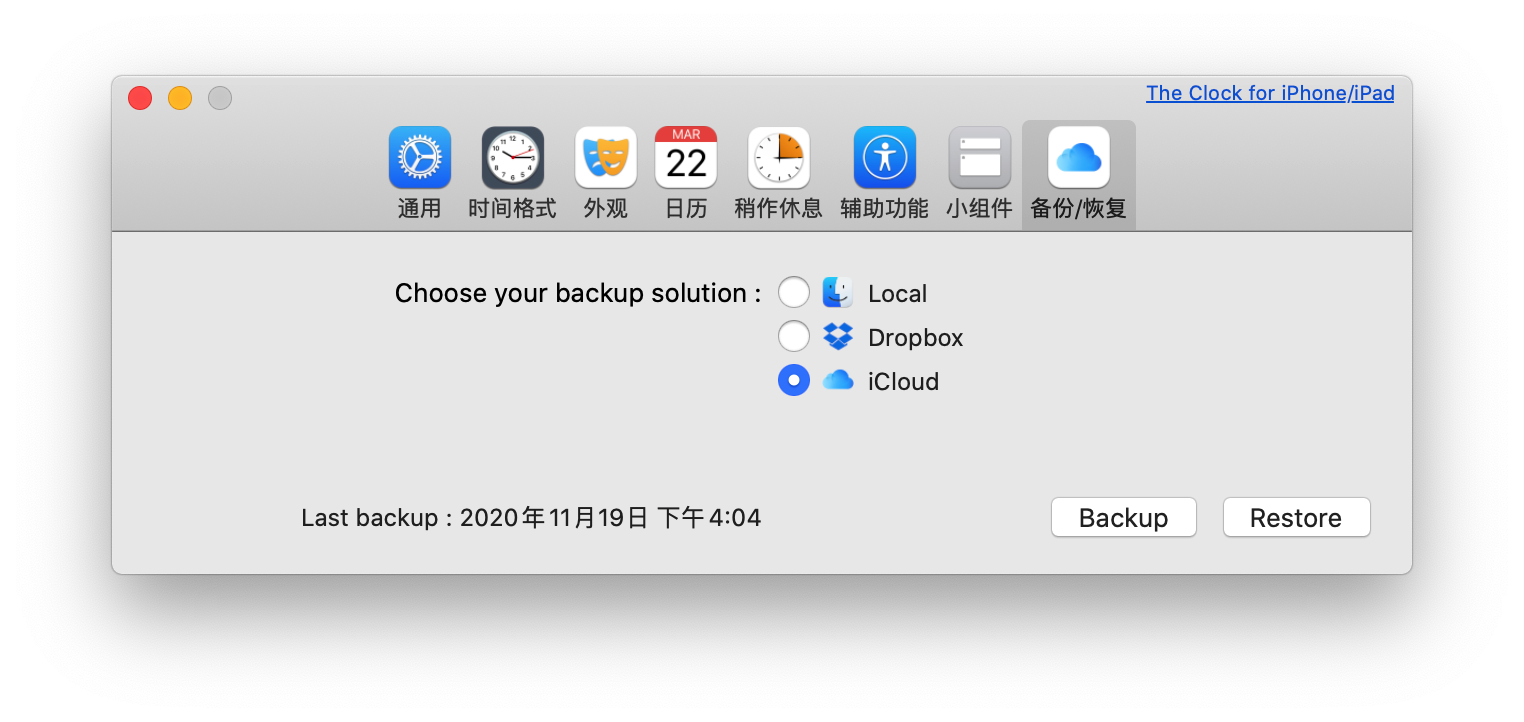 The Clock for iPhone/iPad
MAR
22
通用
时间格式
外观
日历
稍作休息
辅助功能
小组件
备份/恢复
Choose your backup solution :
Local
Dropbox
iCloud
Last backup : 2020年11月19日 下午4:04
Backup
Restore